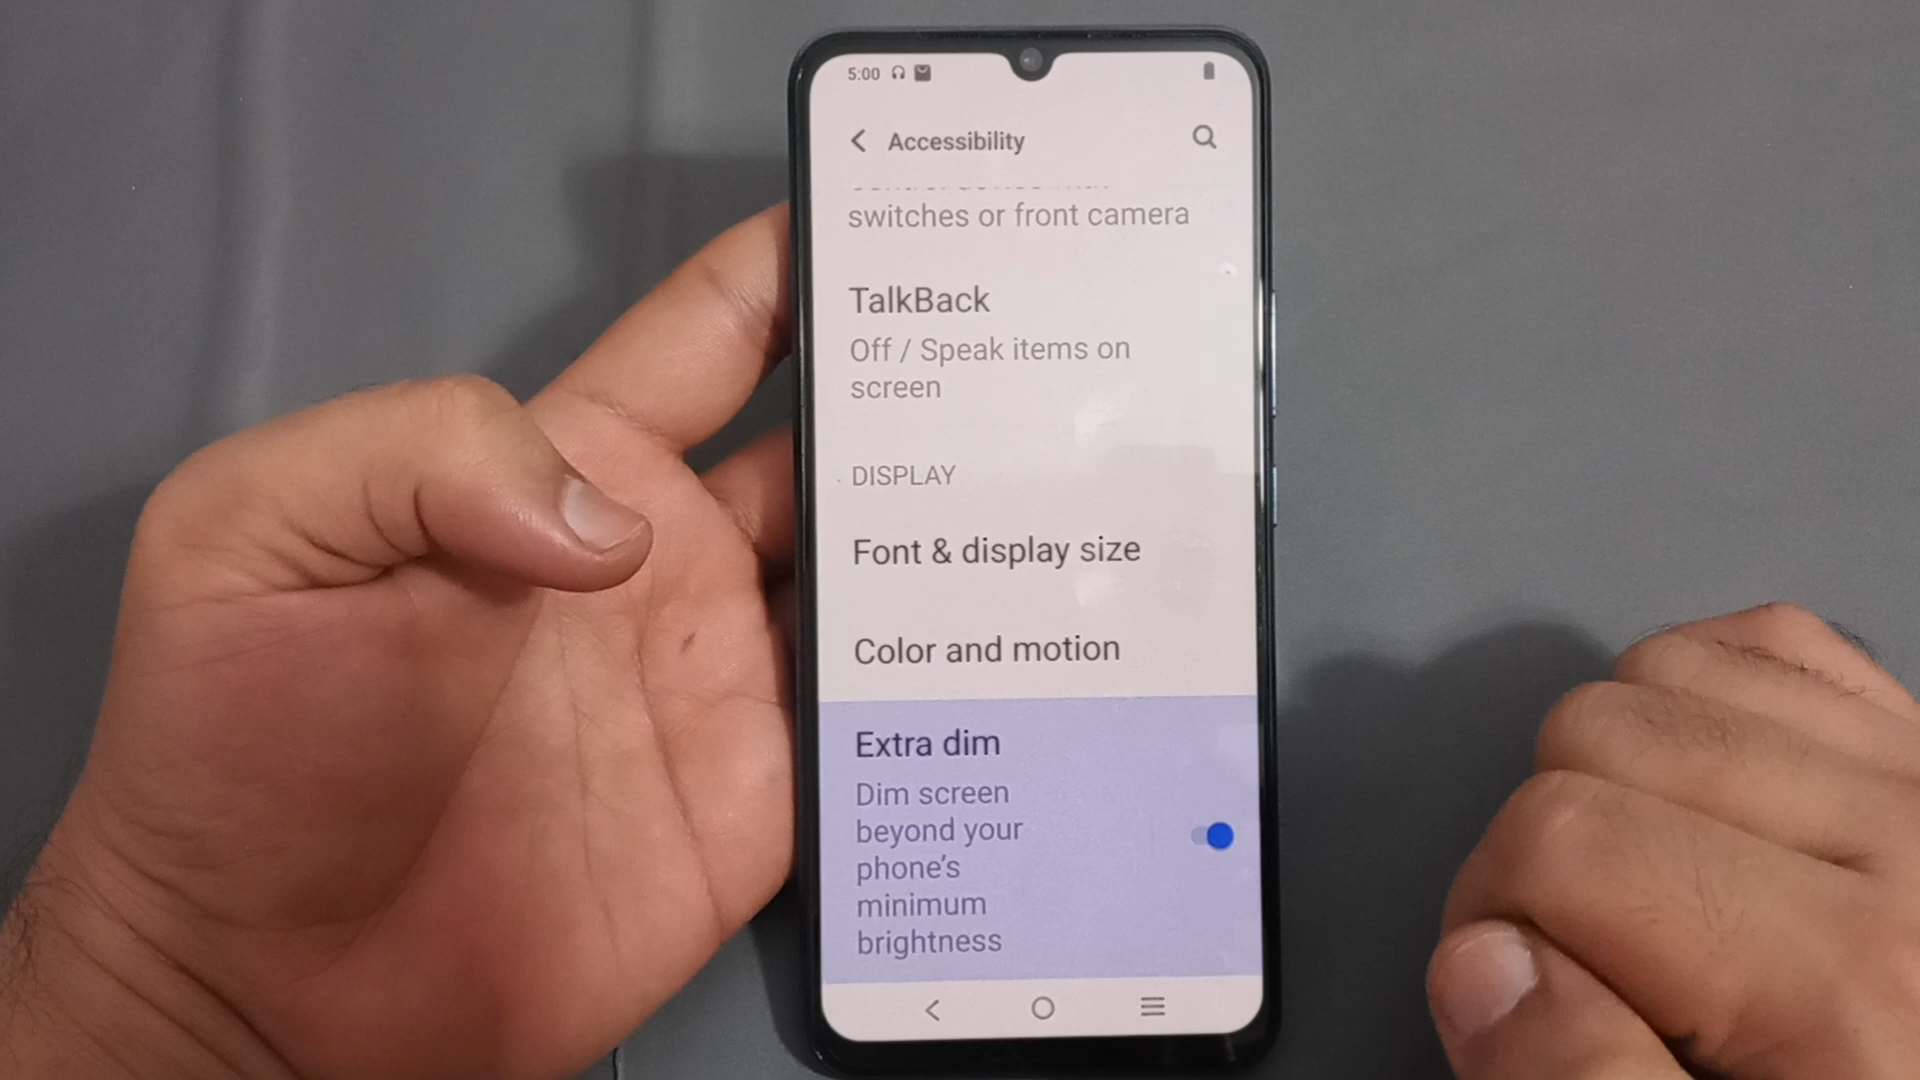 5:00
Accessibility
switches or front camera
TalkBack
Off / Speak items on
screen
DISPLAY
Font & display size
Color and motion
Extra dim
Dim screen
beyond your
phone's
minimum
brightness